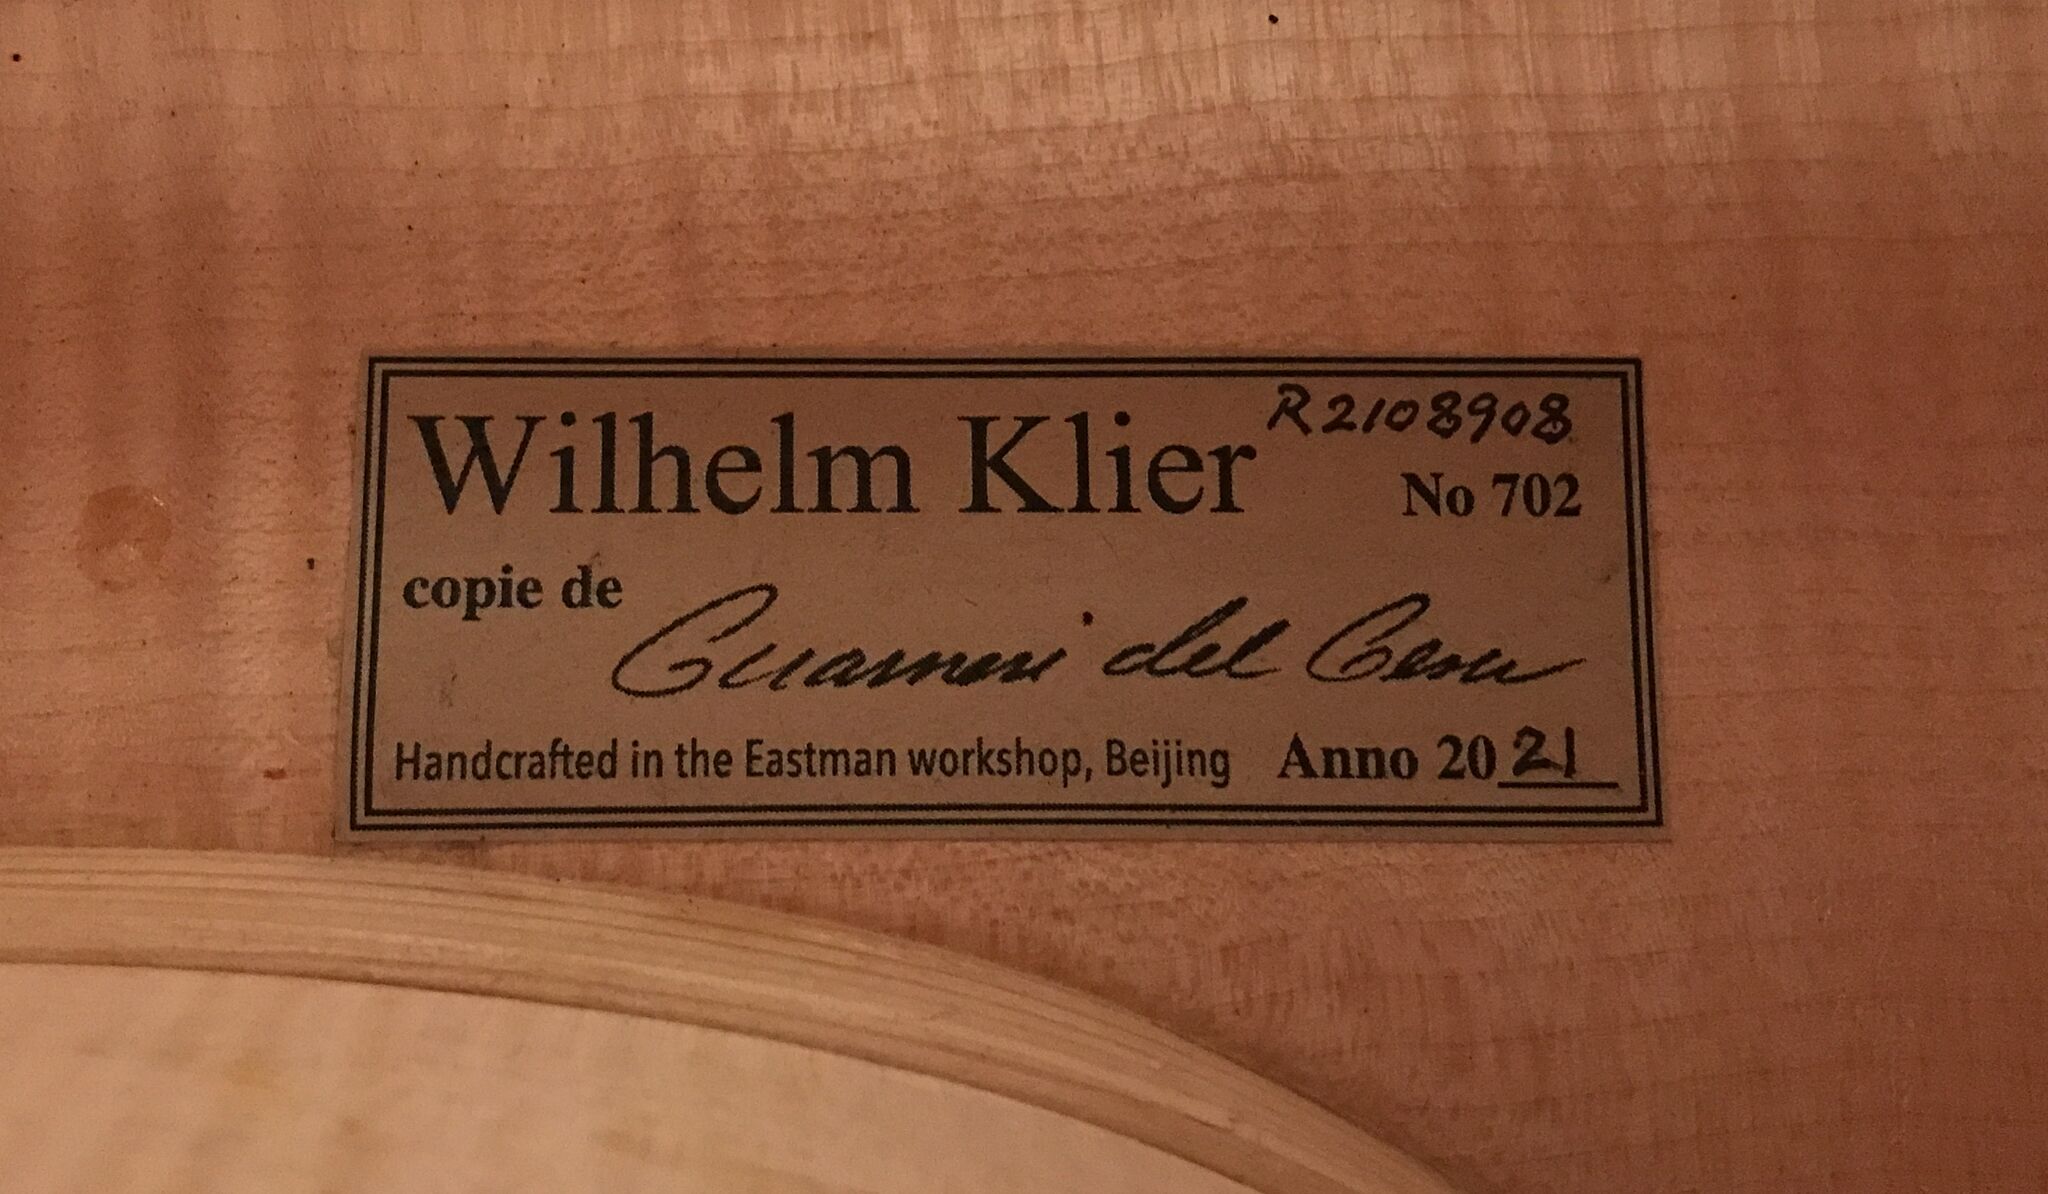 Wilhelm Klier R2108908
No 702
copie de Guarneri del Gesu
Handcrafted in the Eastman workshop, Beijing Anno 2021